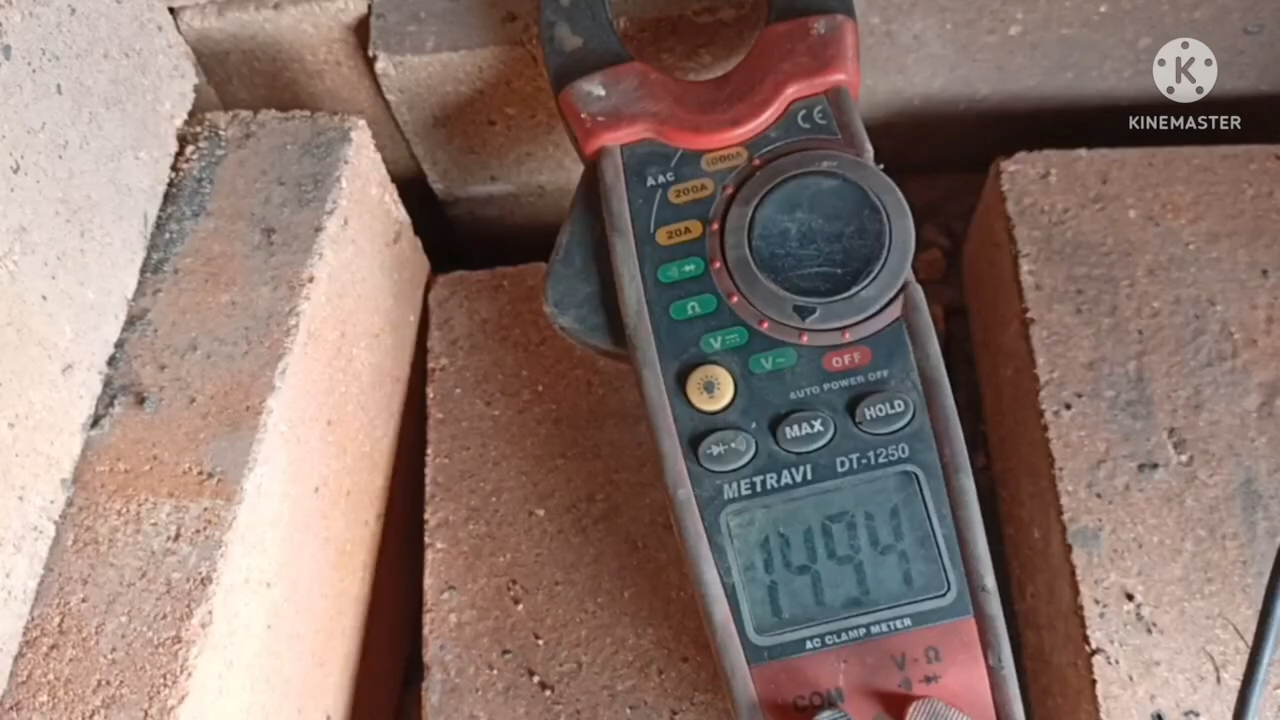 K
KINEMASTER
CE
1000A
AAC
200A
20A
Ω
V
V~
OFF
AUTO POWER OFF
MAX
HOLD
METRAVI DT-1250
1494
AC CLAMP METER
V Ω
COM